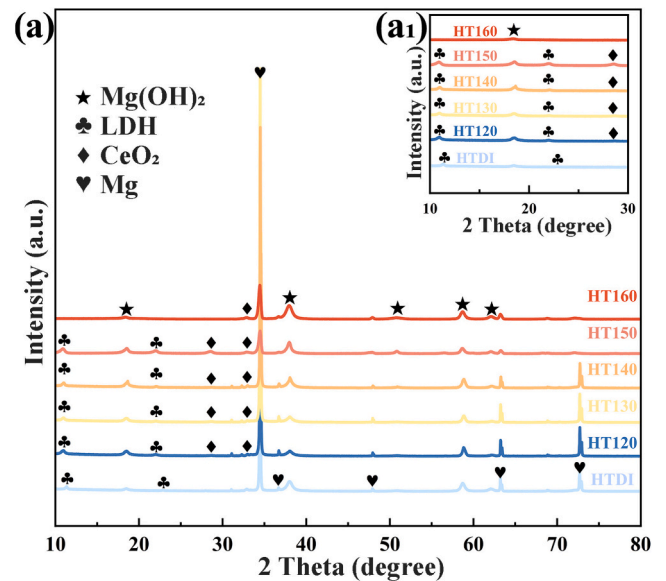 (a)
★ Mg(OH)₂
♣ LDH
♦ CeO₂
♥ Mg
Intensity (a.u.)
HT160
HT150
HT140
HT130
HT120
HTDI
10 20 30 40 50 60 70 80
2 Theta (degree)
(a₁)
Intensity (a.u.)
HT160
HT150
HT140
HT130
HT120
HTDI
10 20 30
2 Theta (degree)